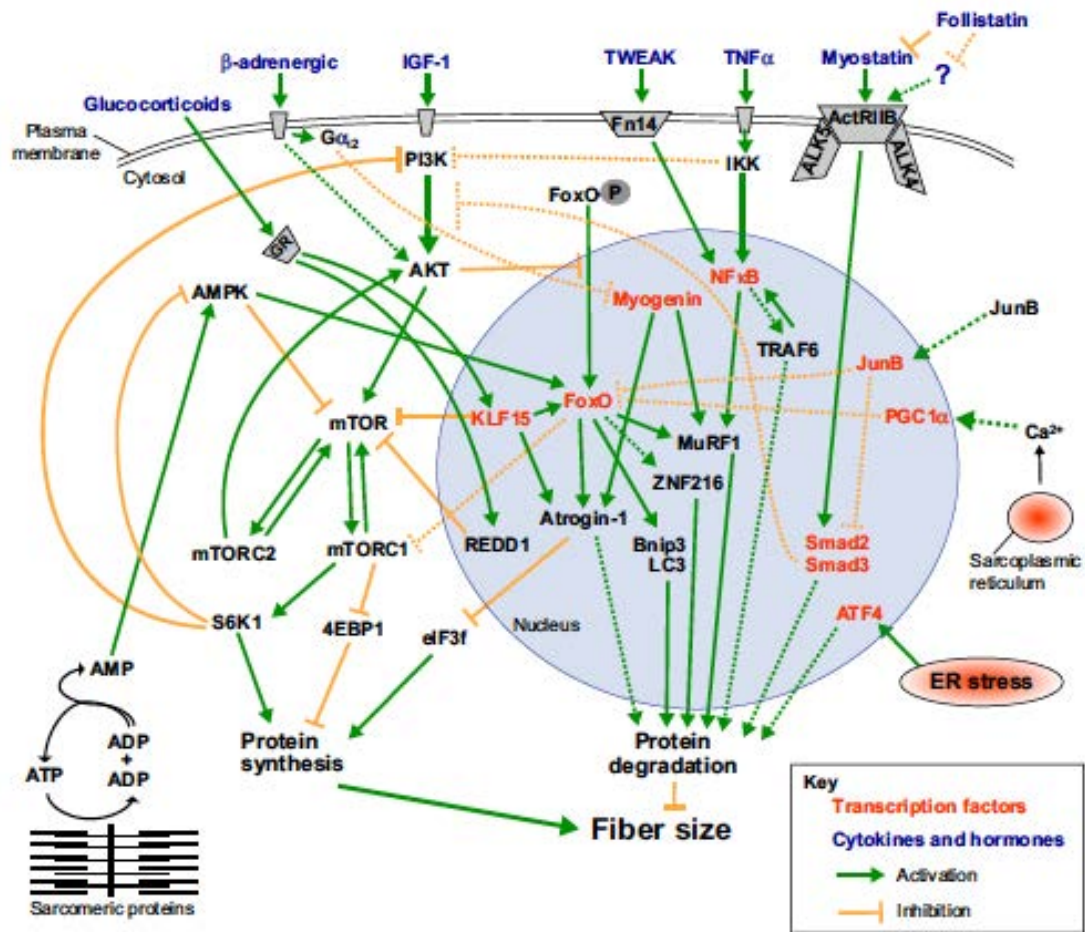 Follistatin
β-adrenergic
IGF-1
TWEAK
TNFα
Myostatin
?
Glucocorticoids
Plasma
membrane
Cytosol
Gαi2
Fn14
ActRIIB
ALK5
ALK4
PI3K
IKK
FoxO P
GR
AKT
NFκB
AMPK
Myogenin
JunB
TRAF6
JunB
mTOR
KLF15
FoxO
PGC1α
Ca2+
MuRF1
ZNF216
mTORC2
mTORC1
REDD1
Atrogin-1
Bnip3
LC3
Smad2
Smad3
Sarcoplasmic
reticulum
S6K1
4EBP1
eIF3f
Nucleus
ATF4
AMP
ER stress
ADP
+
ADP
ATP
Protein
synthesis
Protein
degradation
Fiber size
Sarcomeric proteins
Key
Transcription factors
Cytokines and hormones
Activation
Inhibition